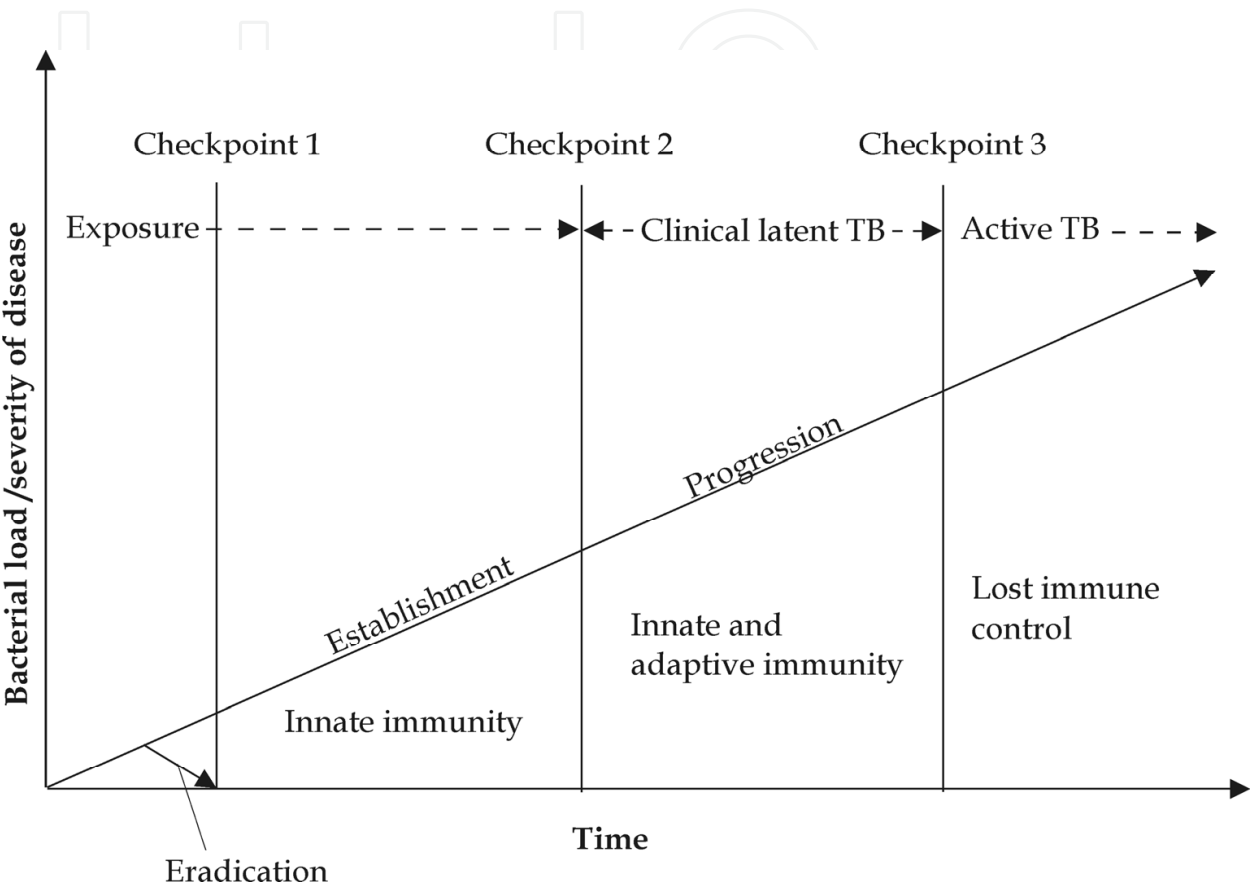 Checkpoint 1
Checkpoint 2
Checkpoint 3
Exposure
Clinical latent TB
Active TB
Bacterial load /severity of disease
Progression
Establishment
Lost immune
control
Innate and
adaptive immunity
Innate immunity
Time
Eradication